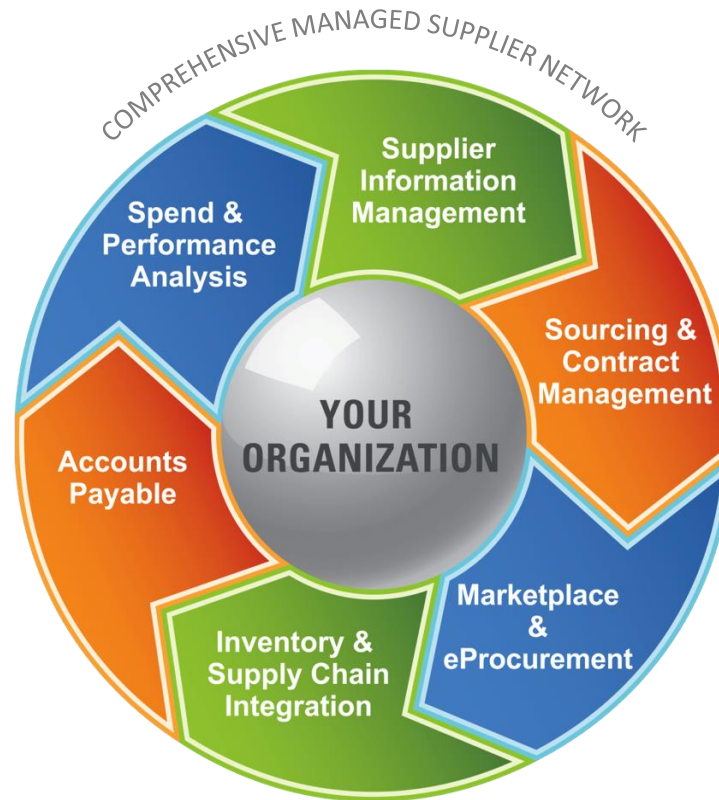 COMPREHENSIVE MANAGED SUPPLIER NETWORK
Supplier
Information
Management
Spend &
Performance
Analysis
Sourcing &
Contract
Management
YOUR
ORGANIZATION
Accounts
Payable
Marketplace
&
eProcurement
Inventory &
Supply Chain
Integration